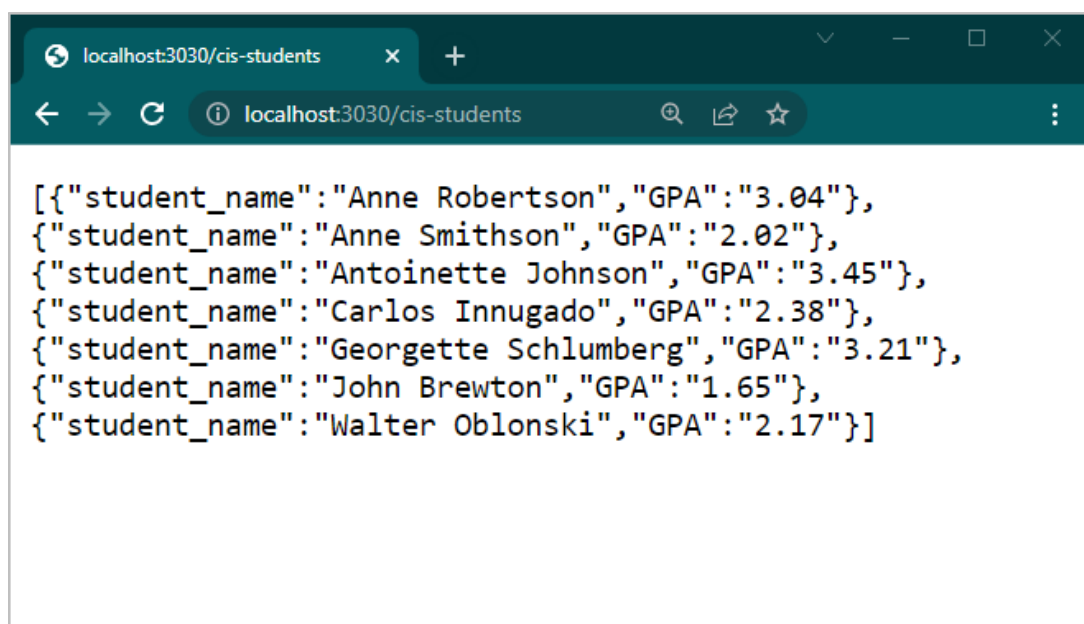 localhost:3030/cis-students
localhost:3030/cis-students
[{"student_name":"Anne Robertson","GPA":"3.04"},
{"student_name":"Anne Smithson","GPA":"2.02"},
{"student_name":"Antoinette Johnson","GPA":"3.45"},
{"student_name":"Carlos Innugado","GPA":"2.38"},
{"student_name":"Georgette Schlumberg","GPA":"3.21"},
{"student_name":"John Brewton","GPA":"1.65"},
{"student_name":"Walter Oblonski","GPA":"2.17"}]